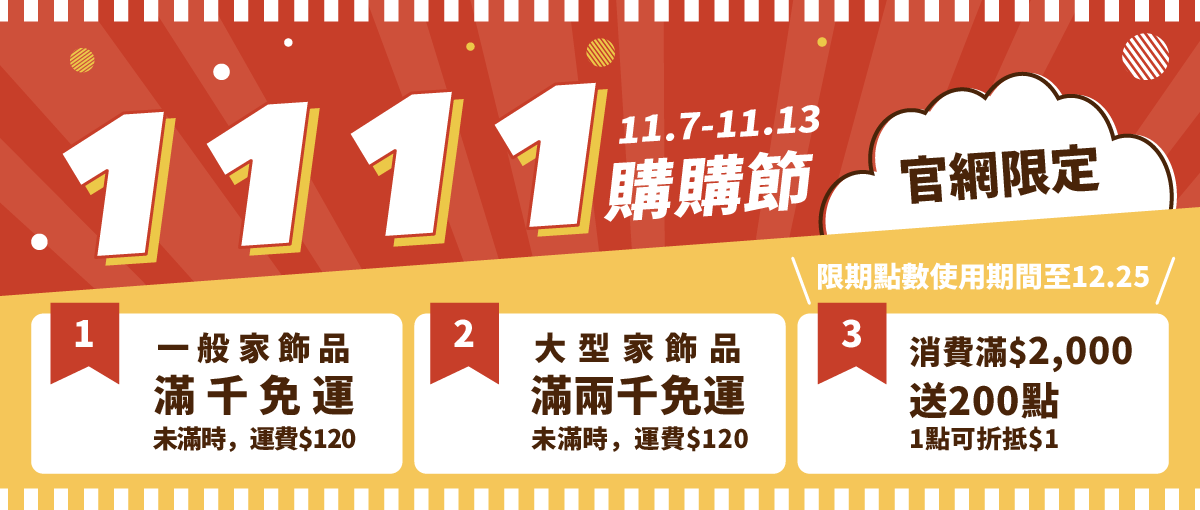 1111
11.7-11.13
購購節
官網限定
限期點數使用期間至12.25
1
一般家飾品
滿千免運
未滿時，運費$120
2
大型家飾品
滿兩千免運
未滿時，運費$120
3
消費滿$2,000
送200點
1點可折抵$1